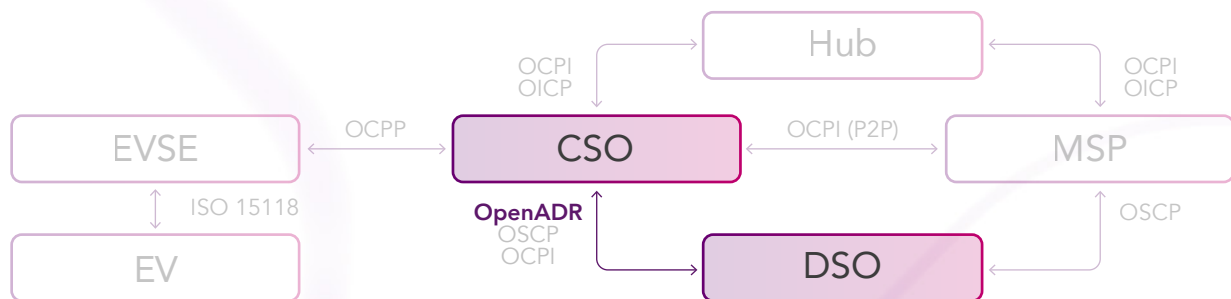 Hub
OCPI
OICP
OCPI
OICP
EVSE
OCPP
CSO
OCPI (P2P)
MSP
ISO 15118
OpenADR
OSCP
OCPI
OSCP
EV
DSO